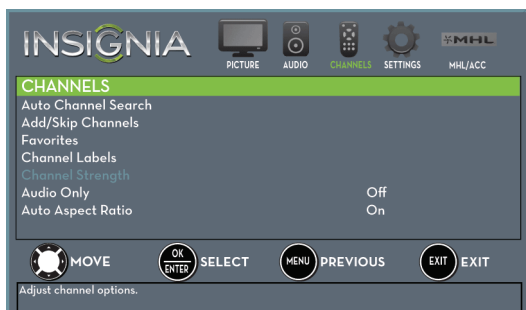 INSIGNIA
PICTURE AUDIO CHANNELS SETTINGS MHL MHL/ACC
CHANNELS
Auto Channel Search
Add/Skip Channels
Favorites
Channel Labels
Channel Strength
Audio Only Off
Auto Aspect Ratio On
MOVE OK ENTER SELECT MENU PREVIOUS EXIT EXIT
Adjust channel options.